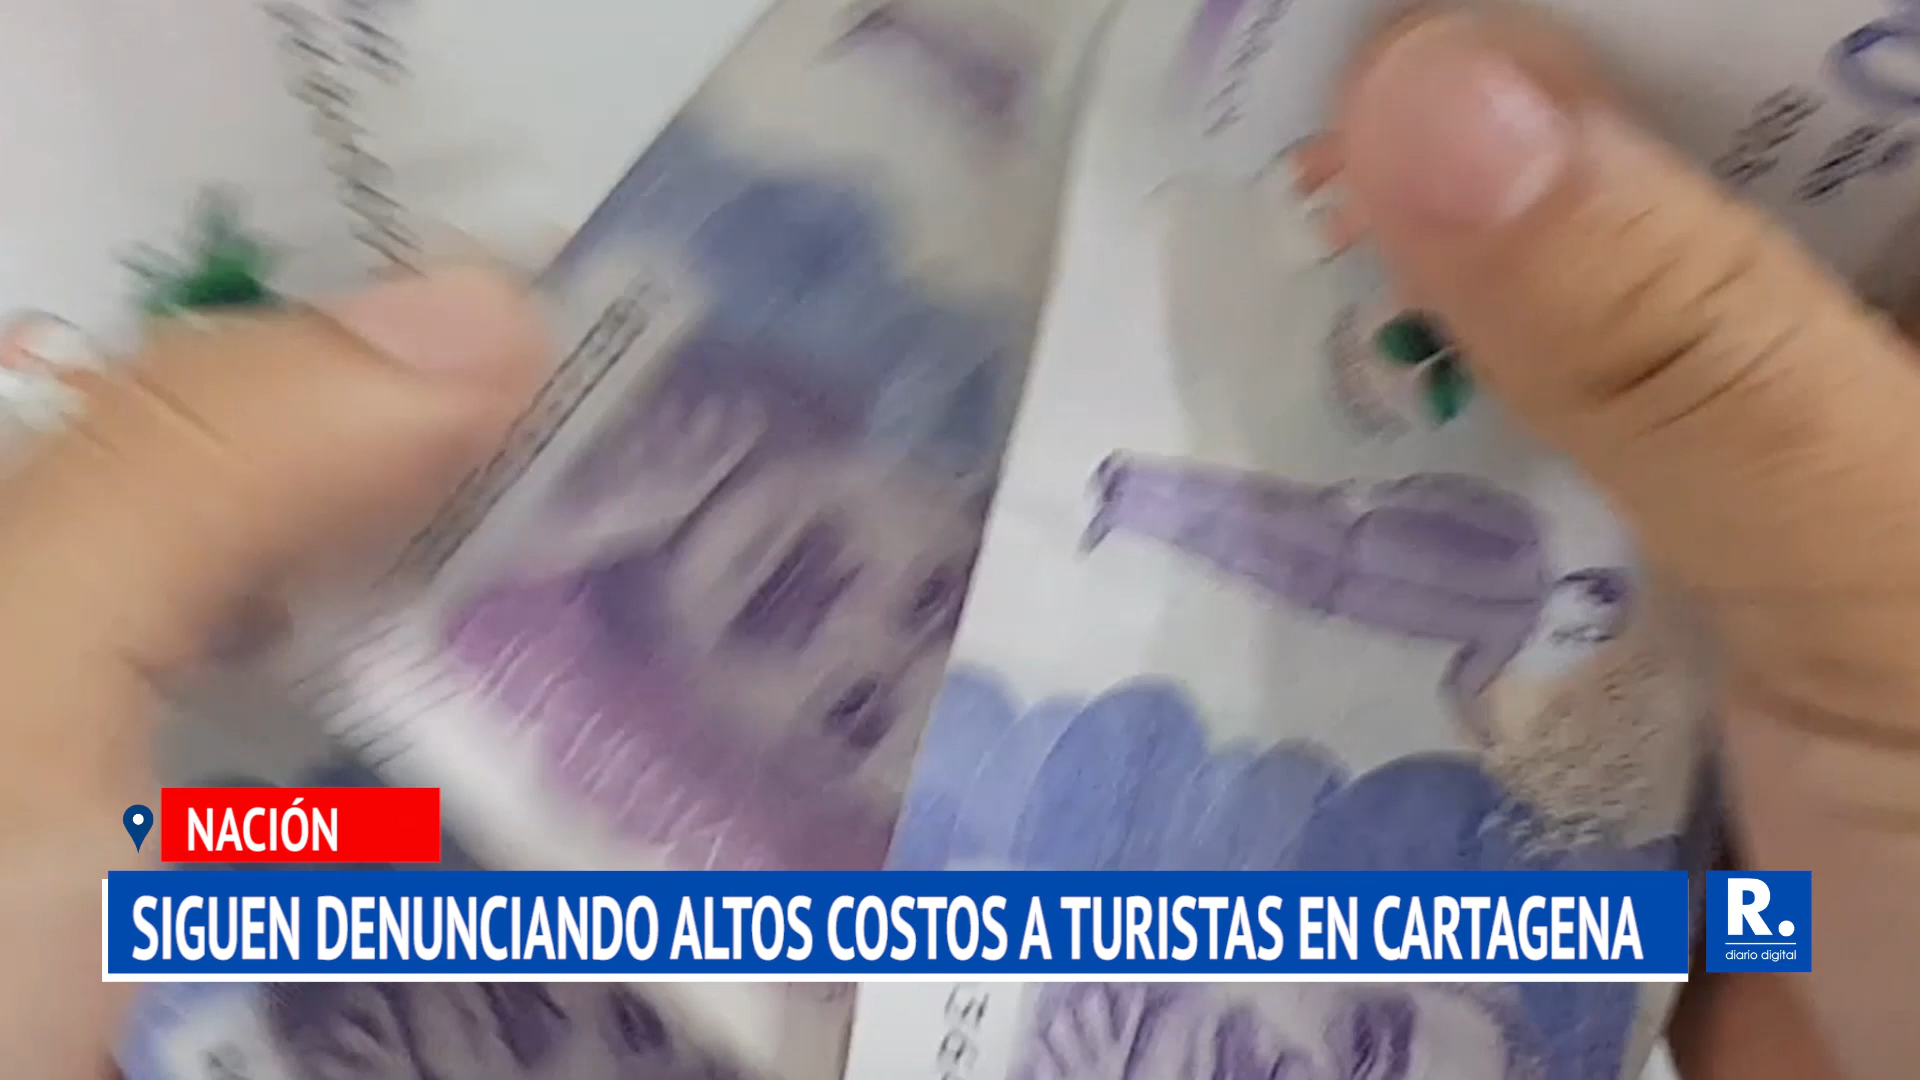 NACIÓN
SIGUEN DENUNCIANDO ALTOS COSTOS A TURISTAS EN CARTAGENA
R.
diario digital